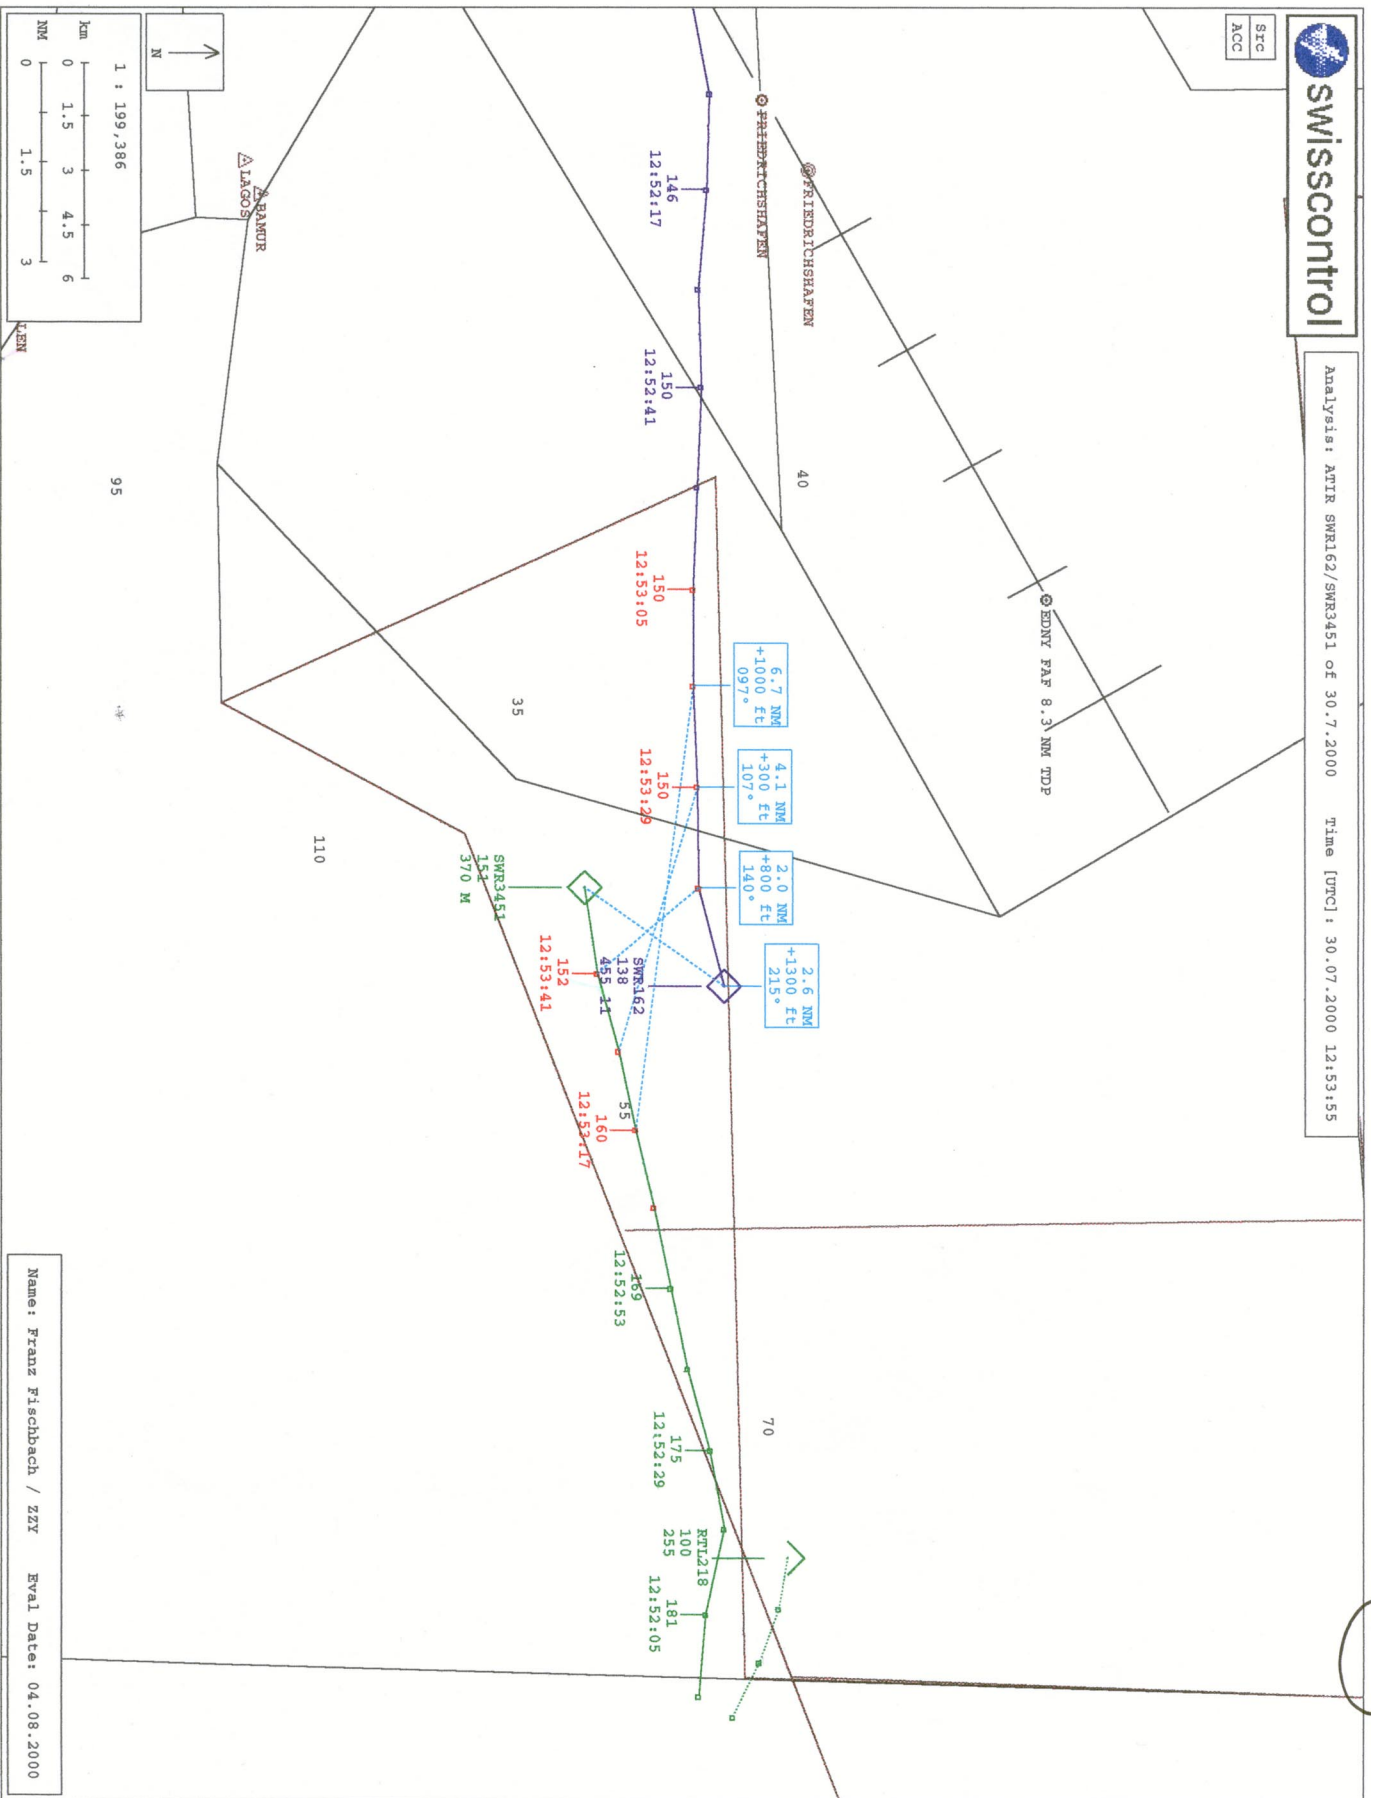 swisscontrol
Src
ACC
Analysis: ATIR SWR162/SWR3451 of 30.7.2000 Time [UTC]: 30.07.2000 12:53:55
FRIEDRICHSHAFEN
FRIEDRICHSHAFEN
EDNY FAF 8.3 NM TDP
40
146
12:52:17
150
12:52:41
150
12:53:05
150
12:53:29
6.7 NM
+1000 ft
097°
4.1 NM
+300 ft
107°
2.0 NM
+800 ft
140°
2.6 NM
+1300 ft
215°
SWR162
138
455 11
SWR3451
151
370 M
152
12:53:41
55
160
12:53:17
169
12:52:53
175
12:52:29
RTL218
100
255
181
12:52:05
70
35
110
95
BAMUR
LAGOS
LEN
N
1 : 199,386
km 0 1.5 3 4.5 6
NM 0 1.5 3
Name: Franz Fischbach / ZZY Eval Date: 04.08.2000